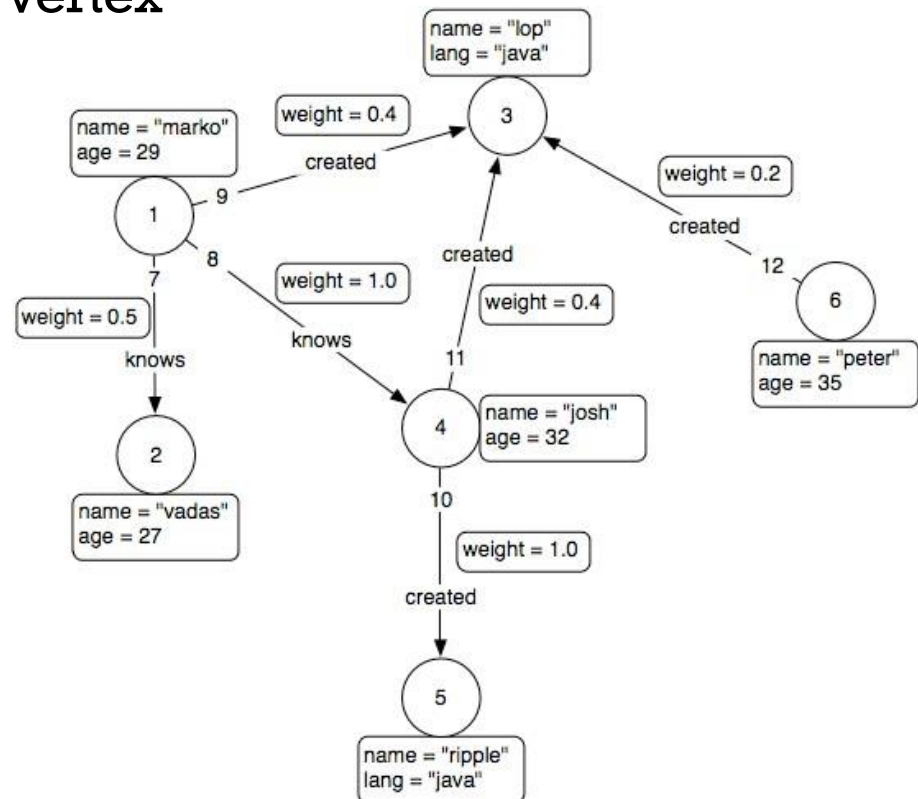 vertex
name = "lop"
lang = "java"
weight = 0.4
name = "marko"
age = 29
3
created
weight = 0.2
9
1
created
8
created
7
weight = 1.0
12
weight = 0.4
6
weight = 0.5
knows
knows
11
name = "peter"
age = 35
name = "josh"
age = 32
4
2
10
name = "vadas"
age = 27
weight = 1.0
created
5
name = "ripple"
lang = "java"